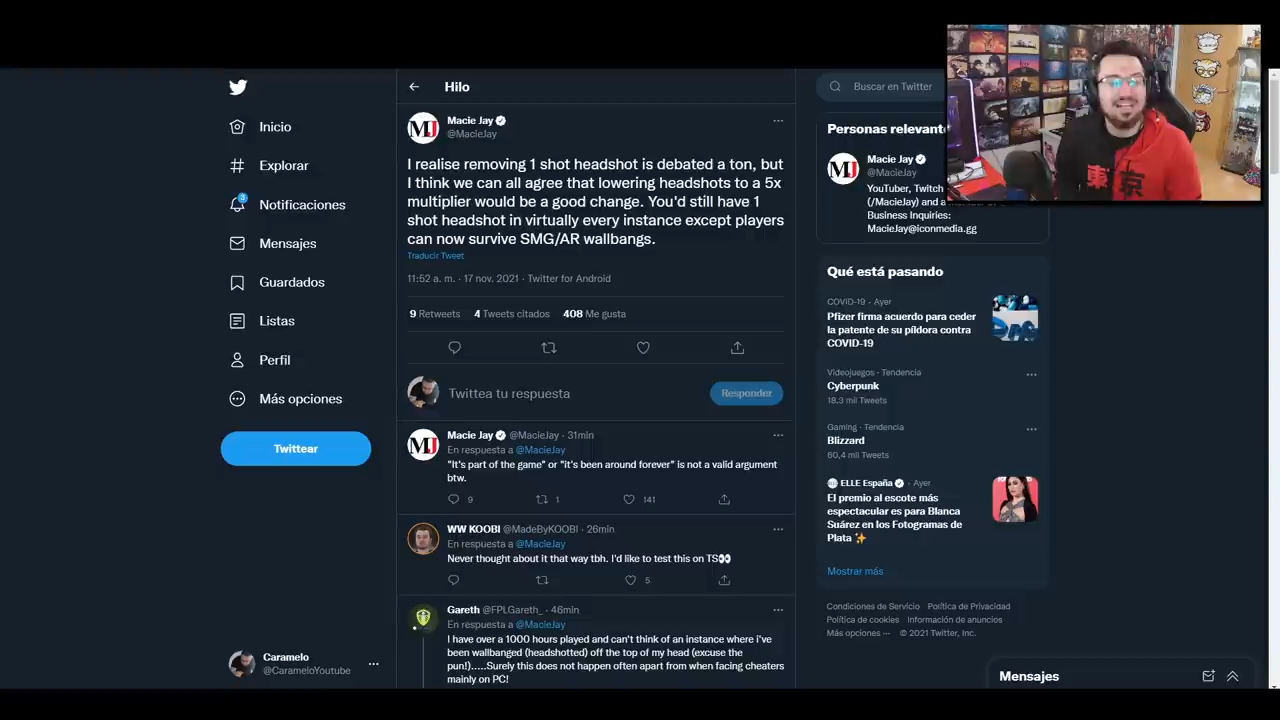 Hilo
Inicio
Explorar
3
Notificaciones
Mensajes
Guardados
Listas
Perfil
Más opciones
Twittear
Caramelo
@CarameloYoutube
MJ
Macie Jay
@MacieJay
I realise removing 1 shot headshot is debated a ton, but
I think we can all agree that lowering headshots to a 5x
multiplier would be a good change. You'd still have 1
shot headshot in virtually every instance except players
can now survive SMG/AR wallbangs.
Traducir Tweet
11:52 a. m. · 17 nov. 2021 · Twitter for Android
9 Retweets 4 Tweets citados 408 Me gusta
Twittea tu respuesta
Responder
MJ
Macie Jay @MacieJay · 31min
En respuesta a @MacieJay
"It's part of the game" or "it's been around forever" is not a valid argument
btw.
9 1 141
WW KOOBI @MadeByKOOBI · 26min
En respuesta a @MacieJay
Never thought about it that way tbh. I'd like to test this on TS👀
5
Gareth @FPLGareth_ · 46min
En respuesta a @MacieJay
I have over a 1000 hours played and can't think of an instance where i've
been wallbanged (headshotted) off the top of my head (excuse the
pun!).....Surely this does not happen often apart from when facing cheaters
mainly on PC!
Buscar en Twitter
Personas relevant
MJ
Macie Jay
@MacieJay
YouTuber, Twitch
(/MacieJay) and a
Business Inquiries:
MacieJay@iconmedia.gg
Qué está pasando
COVID-19 · Ayer
Pfizer firma acuerdo para ceder
la patente de su píldora contra
COVID-19
Videojuegos · Tendencia
Cyberpunk
18,3 mil Tweets
Gaming · Tendencia
Blizzard
60,4 mil Tweets
ELLE España · Ayer
El premio al escote más
espectacular es para Blanca
Suárez en los Fotogramas de
Plata ✨
Mostrar más
Condiciones de Servicio Política de Privacidad
Política de cookies Información de anuncios
Más opciones ··· © 2021 Twitter, Inc.
Mensajes
東京